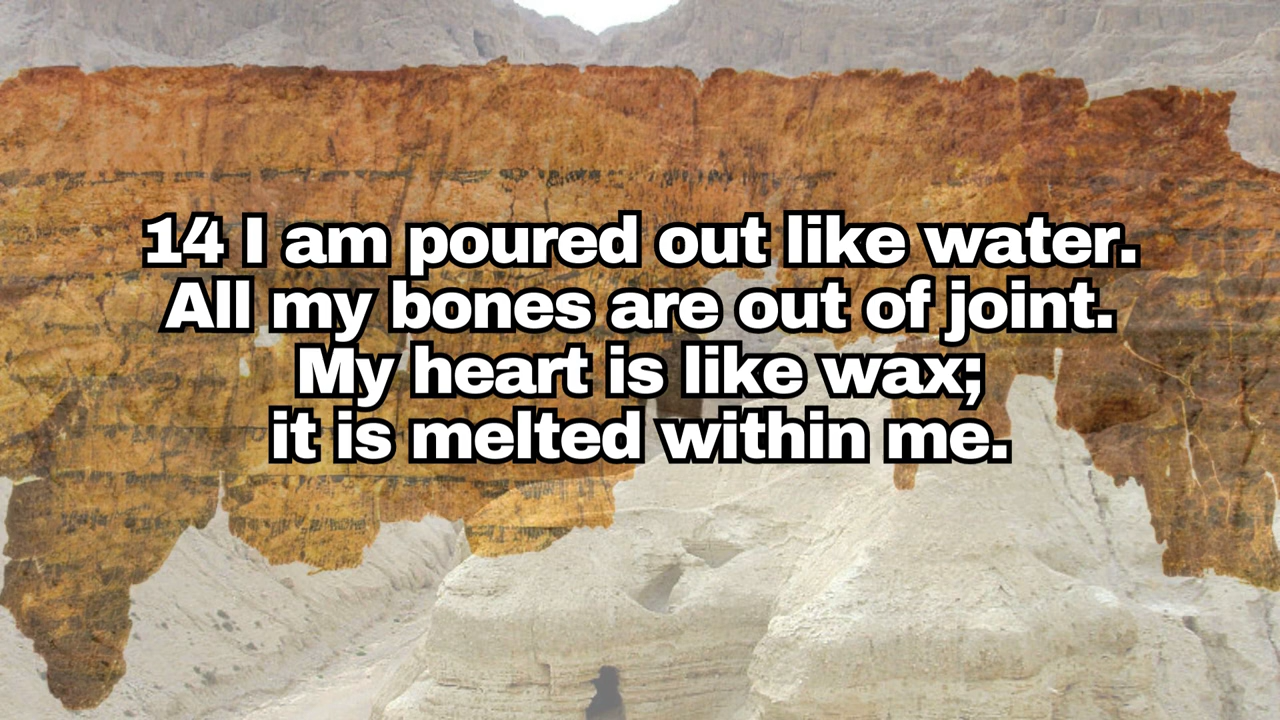 14 I am poured out like water.
All my bones are out of joint.
My heart is like wax;
it is melted within me.